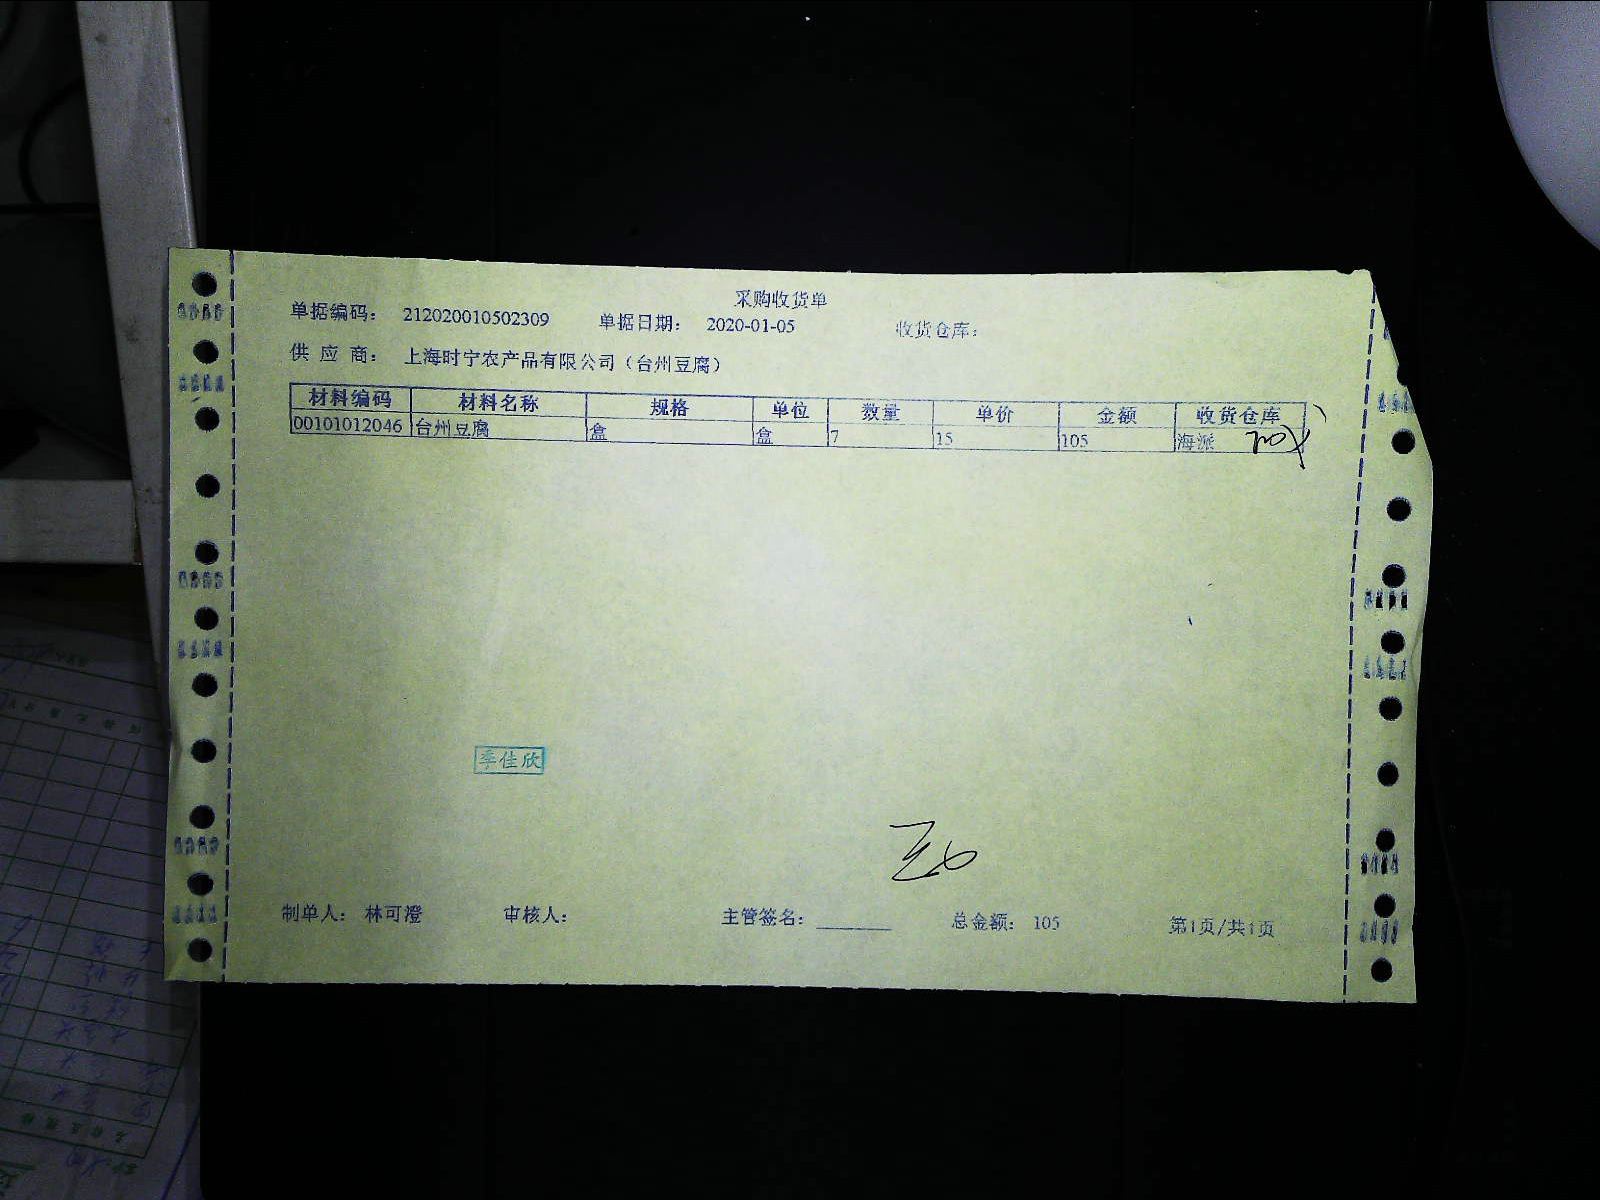 采购收货单
单据编码： 212020010502309 单据日期： 2020-01-05 收货仓库：
供 应 商： 上海时宁农产品有限公司（台州豆腐）
材料编码 材料名称 规格 单位 数量 单价 金额 收货仓库
00101012046 台州豆腐 盒 盒 7 15 105 海派
季佳欣
制单人： 林可澄 审核人： 主管签名： 总金额： 105 第1页/共1页